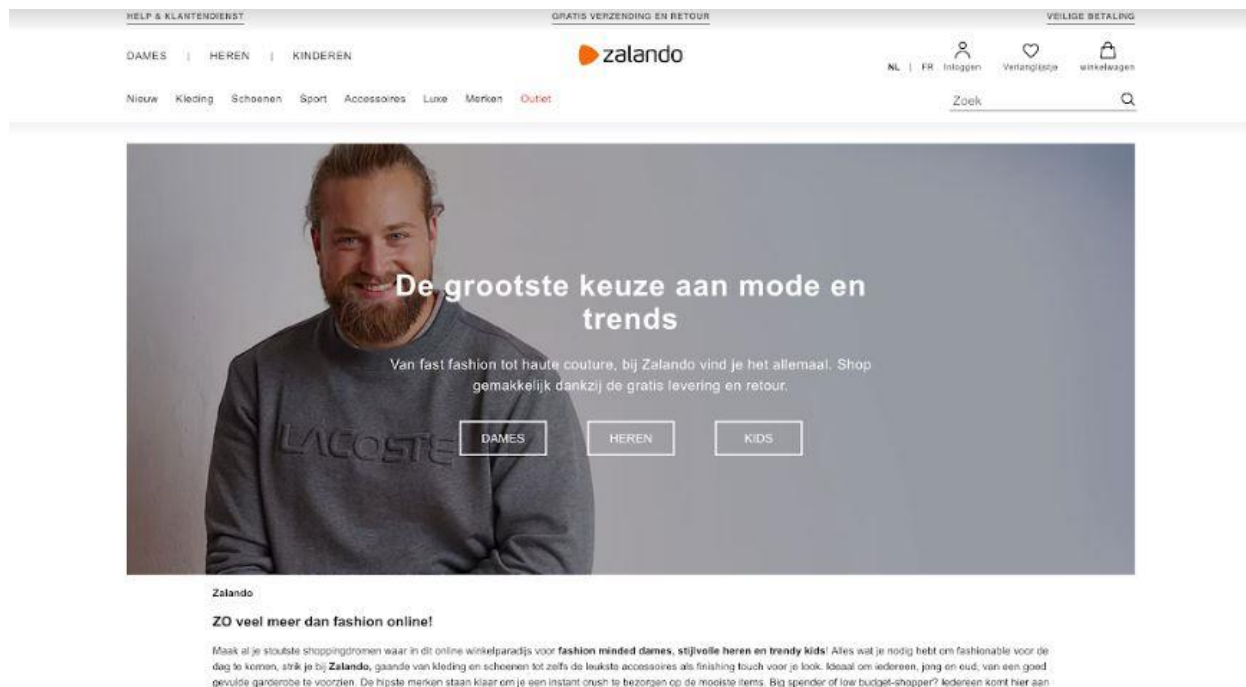 HELP & KLANTENDIENST
GRATIS VERZENDING EN RETOUR
VEILIGE BETALING
DAMES | HEREN | KINDEREN
zalando
NL | FR Inloggen Verlanglijstje winkelwagen
Nieuw Kleding Schoenen Sport Accessoires Luxe Merken Outlet
Zoek
De grootste keuze aan mode en
trends
Van fast fashion tot haute couture, bij Zalando vind je het allemaal. Shop
gemakkelijk dankzij de gratis levering en retour.
LACOSTE
DAMES HEREN KIDS
Zalando
ZO veel meer dan fashion online!
Maak al je stoutste shoppingdromen waar in dit online winkelparadijs voor fashion minded dames, stijlvolle heren en trendy kids! Alles wat je nodig hebt om fashionable voor de
dag te komen, strik je bij Zalando, gaande van kleding en schoenen tot zelfs de leukste accessoires als finishing touch voor je look. Ideaal om iedereen, jong en oud, van een goed
gevulde garderobe te voorzien. De hipste merken staan klaar om je een instant crush te bezorgen op de mooiste items. Big spender of low budget-shopper? Iedereen komt hier aan